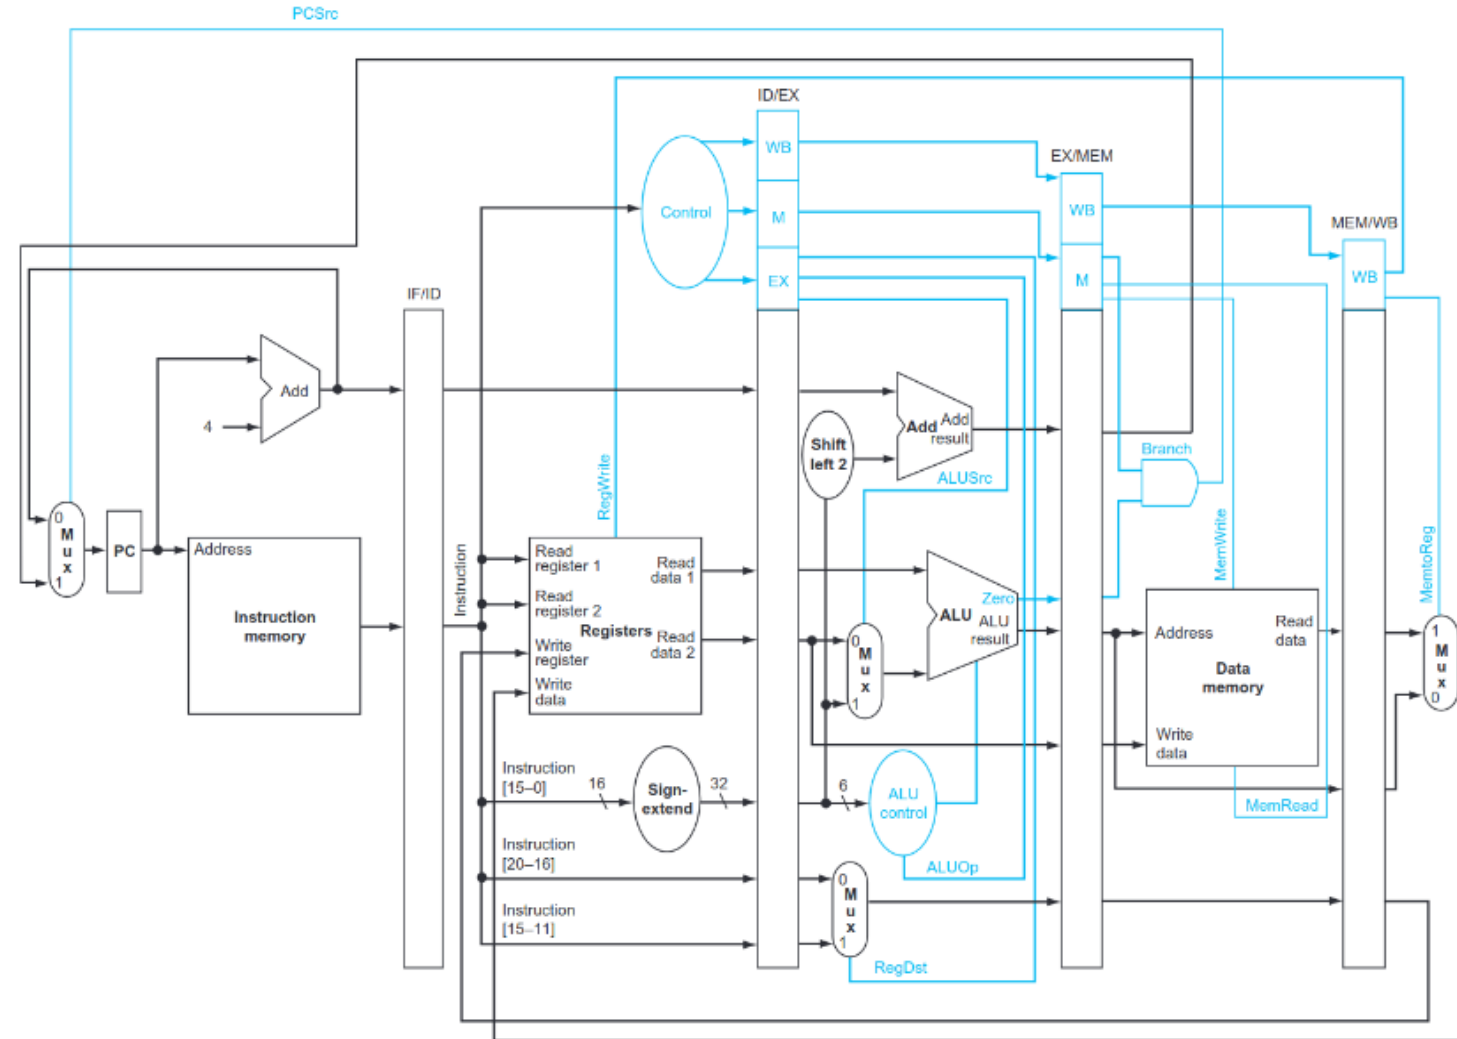 PCSrc
ID/EX
WB
EX/MEM
Control
M
WB
MEM/WB
EX
M
WB
IF/ID
Add
4
Shift
left 2
Add
Add
result
Branch
ALUSrc
RegWrite
MemWrite
MemtoReg
0
M
u
x
1
PC
Address
Instruction
memory
Instruction
Read
register 1
Read
register 2
Write
register
Write
data
Registers
Read
data 1
Read
data 2
0
M
u
x
1
ALU
Zero
ALU
result
Address
Read
data
Data
memory
Write
data
1
M
u
x
0
Instruction
[15–0]
16
Sign-
extend
32
6
ALU
control
MemRead
Instruction
[20–16]
ALUOp
0
M
u
x
1
Instruction
[15–11]
RegDst